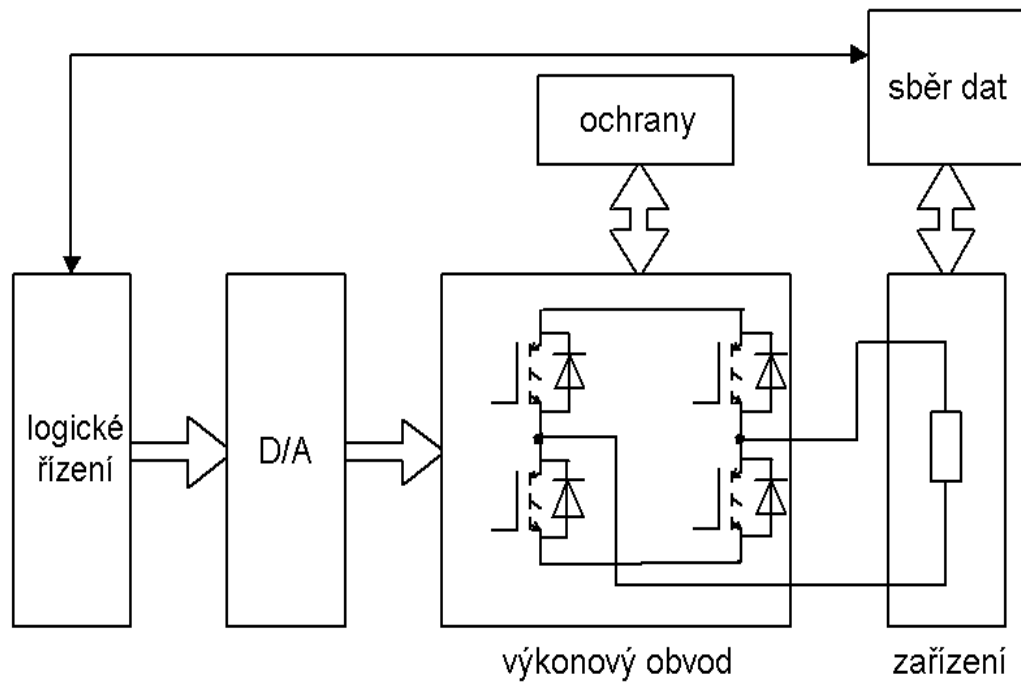 sběr dat
ochrany
logické
řízení
D/A
výkonový obvod
zařízení